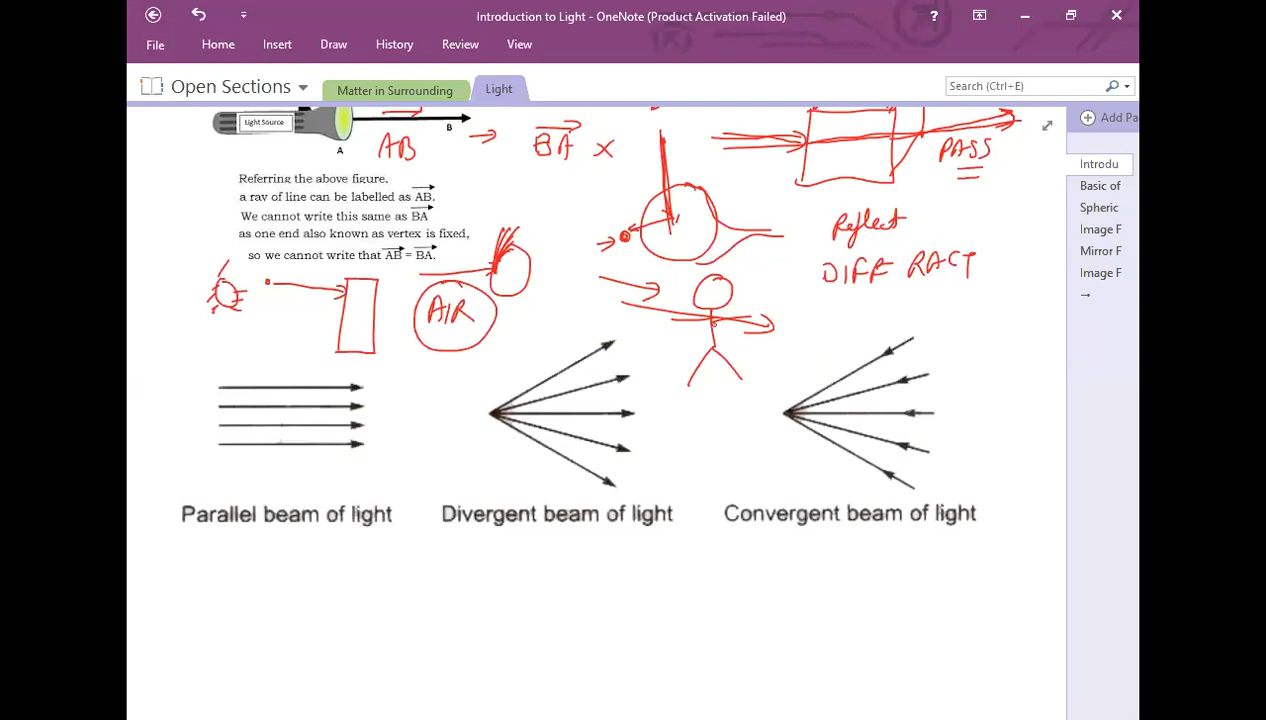 Introduction to Light - OneNote (Product Activation Failed)
?
File Home Insert Draw History Review View
Open Sections Matter in Surrounding Light Search (Ctrl+E)
Light Source
A
B
AB → BA ×
PASS
Add Pa
Introdu
Basic of
Spheric
Image F
Mirror F
Image F
Referring the above figure.
a ray of line can be labelled as AB.
We cannot write this same as BA
as one end also known as vertex is fixed,
so we cannot write that AB = BA.
Reflect
DIFFRACT
AIR
Parallel beam of light
Divergent beam of light
Convergent beam of light